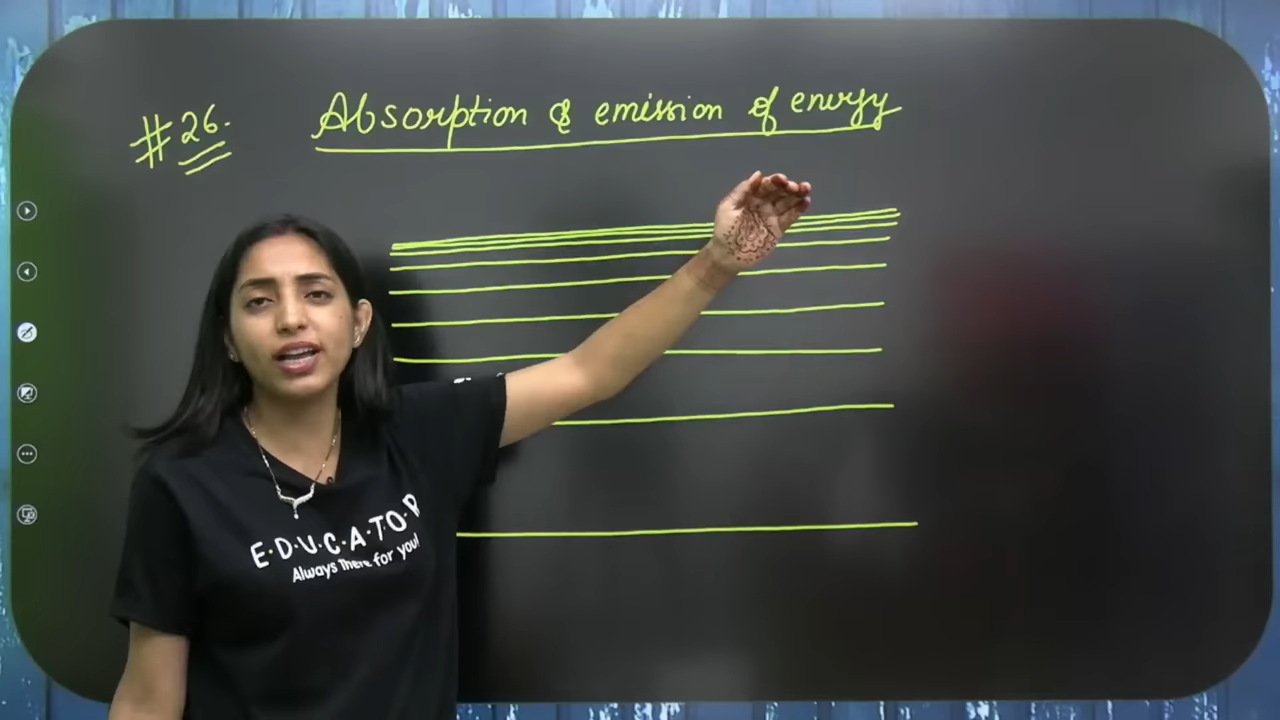 #26.
Absorption & emission of energy
E·D·U·C·A·T·O·R
Always There for you!